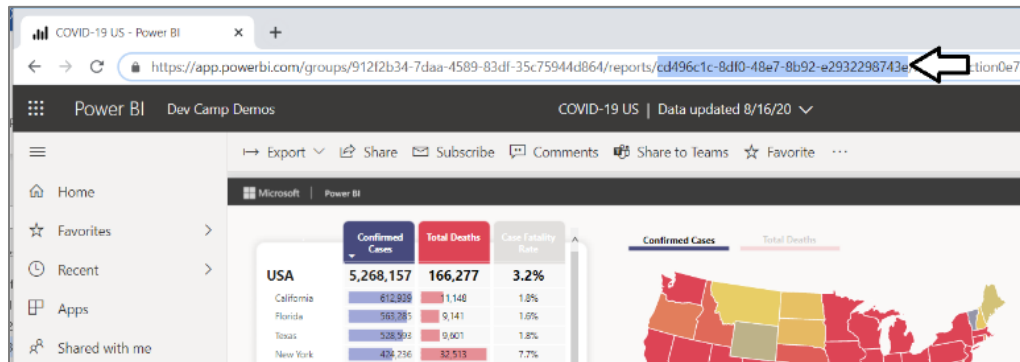 COVID-19 US - Power BI
https://app.powerbi.com/groups/912f2b34-7daa-4589-83df-35c75944d864/reports/cd496c1c-8df0-48e7-8b92-e2932298743e/ ction0e7
Power BI Dev Camp Demos COVID-19 US | Data updated 8/16/20
Export Share Subscribe Comments Share to Teams Favorite ...
Home
Microsoft | Power BI
Favorites
Confirmed Cases Total Deaths Case Fatality Rate
Confirmed Cases Total Deaths
Recent
USA 5,268,157 166,277 3.2%
California 612,939 11,148 1.8%
Apps
Florida 563,285 9,141 1.6%
Texas 528,593 9,601 1.8%
Shared with me
New York 424,236 32,513 7.7%